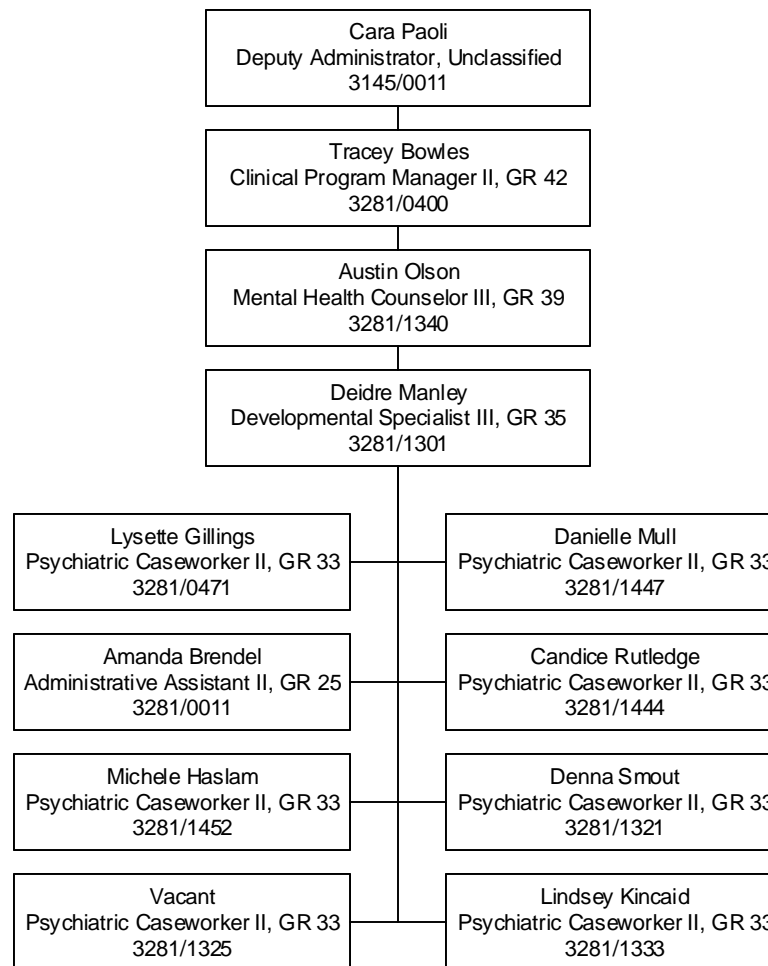 Cara Paoli
Deputy Administrator, Unclassified
3145/0011
Tracey Bowles
Clinical Program Manager II, GR 42
3281/0400
Austin Olson
Mental Health Counselor III, GR 39
3281/1340
Deidre Manley
Developmental Specialist III, GR 35
3281/1301
Lysette Gillings
Psychiatric Caseworker II, GR 33
3281/0471
Danielle Mull
Psychiatric Caseworker II, GR 33
3281/1447
Amanda Brendel
Administrative Assistant II, GR 25
3281/0011
Candice Rutledge
Psychiatric Caseworker II, GR 33
3281/1444
Michele Haslam
Psychiatric Caseworker II, GR 33
3281/1452
Denna Smout
Psychiatric Caseworker II, GR 33
3281/1321
Vacant
Psychiatric Caseworker II, GR 33
3281/1325
Lindsey Kincaid
Psychiatric Caseworker II, GR 33
3281/1333